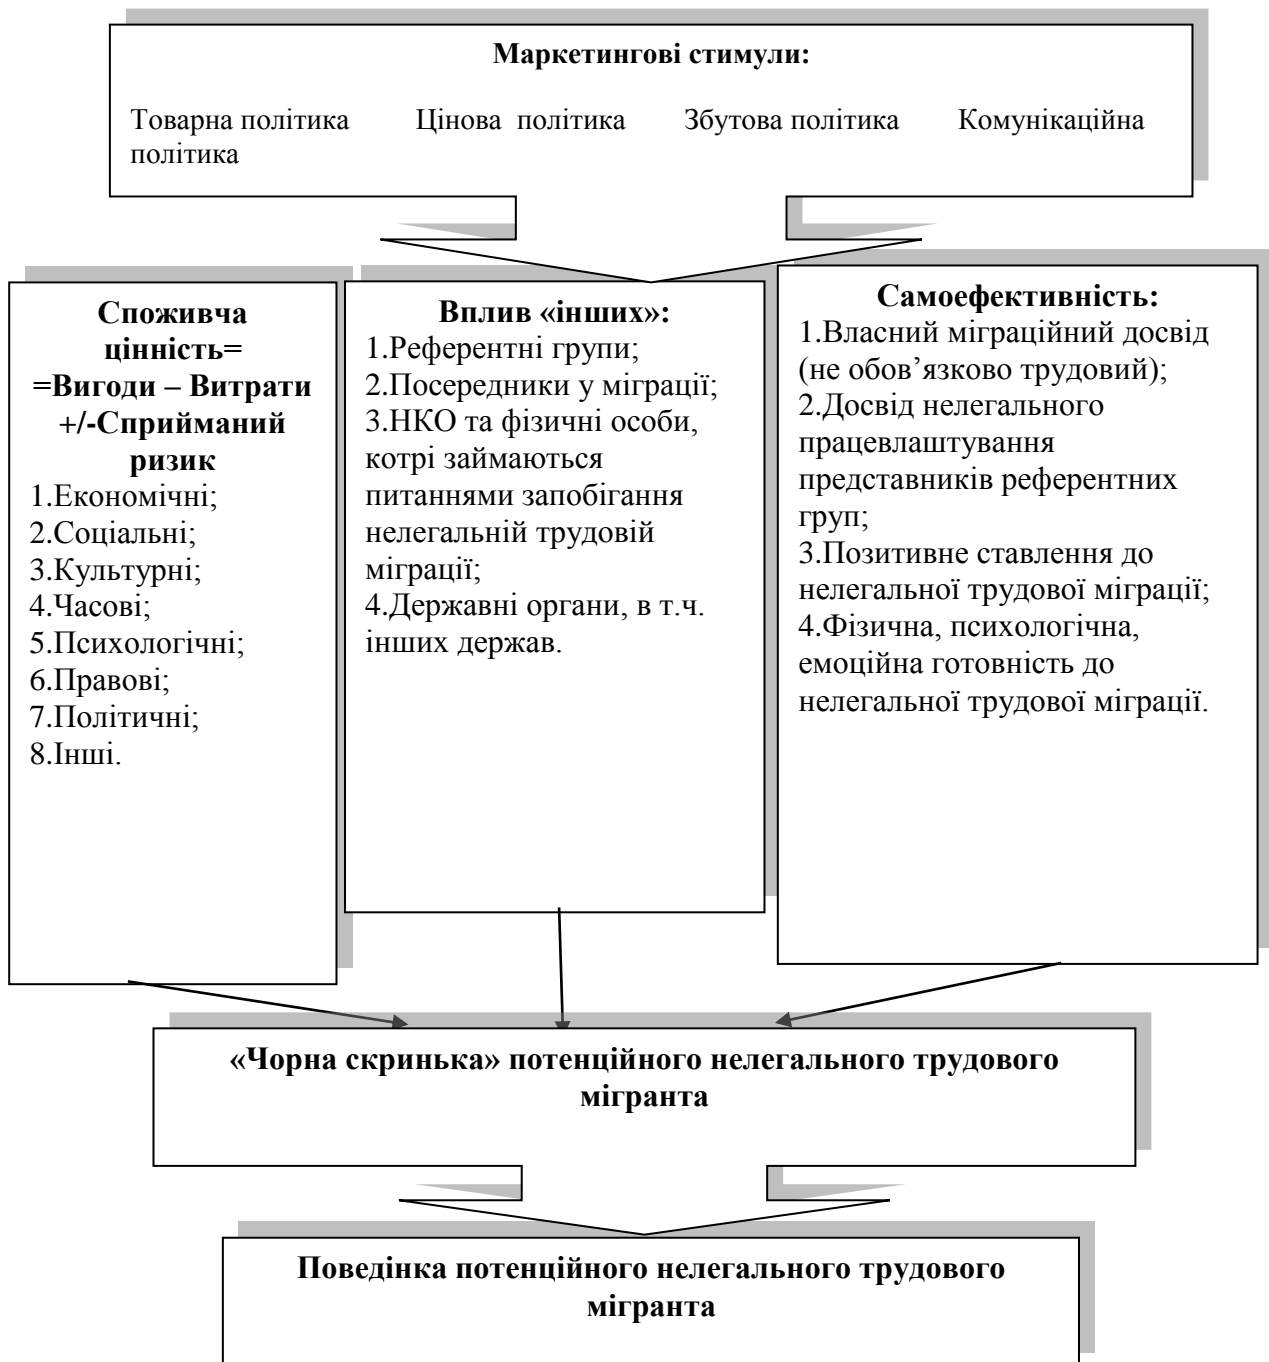 Маркетингові стимули:
Товарна політика Цінова політика Збутова політика Комунікаційна
політика
Споживча
цінність=
=Вигоди – Витрати
+/-Сприйманий
ризик
1.Економічні;
2.Соціальні;
3.Культурні;
4.Часові;
5.Психологічні;
6.Правові;
7.Політичні;
8.Інші.
Вплив «інших»:
1.Референтні групи;
2.Посередники у міграції;
3.НКО та фізичні особи,
котрі займаються
питаннями запобігання
нелегальній трудовій
міграції;
4.Державні органи, в т.ч.
інших держав.
Самоефективність:
1.Власний міграційний досвід
(не обов’язково трудовий);
2.Досвід нелегального
працевлаштування
представників референтних
груп;
3.Позитивне ставлення до
нелегальної трудової міграції;
4.Фізична, психологічна,
емоційна готовність до
нелегальної трудової міграції.
«Чорна скринька» потенційного нелегального трудового
мігранта
Поведінка потенційного нелегального трудового
мігранта